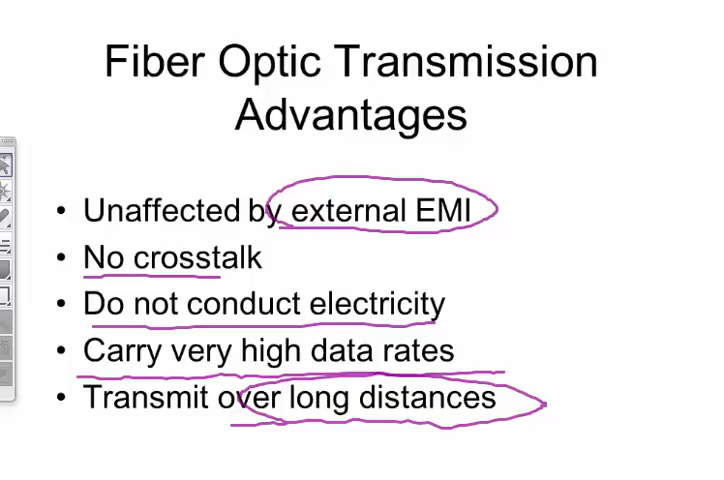 Fiber Optic Transmission
Advantages
• Unaffected by external EMI
• No crosstalk
• Do not conduct electricity
• Carry very high data rates
• Transmit over long distances